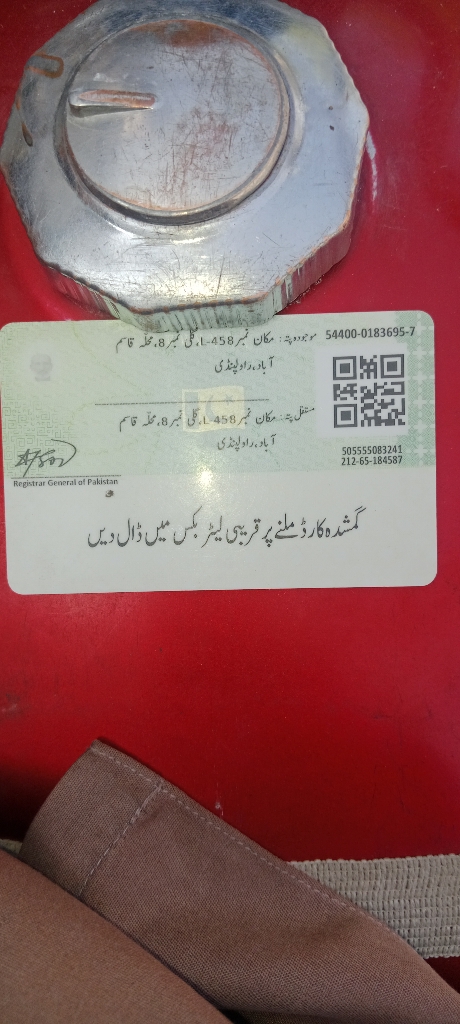 54400-0183695-7
موجودہ پتہ: مکان نمبر L-458، گلی نمبر 8، محلہ قاسم
آباد، راولپنڈی
مستقل پتہ: مکان نمبر L-458، گلی نمبر 8، محلّہ قاسم
آباد، راولپنڈی
505555083241
212-65-184587
Registrar General of Pakistan
گمشدہ کارڈ ملنے پر قریبی لیٹر بکس میں ڈال دیں